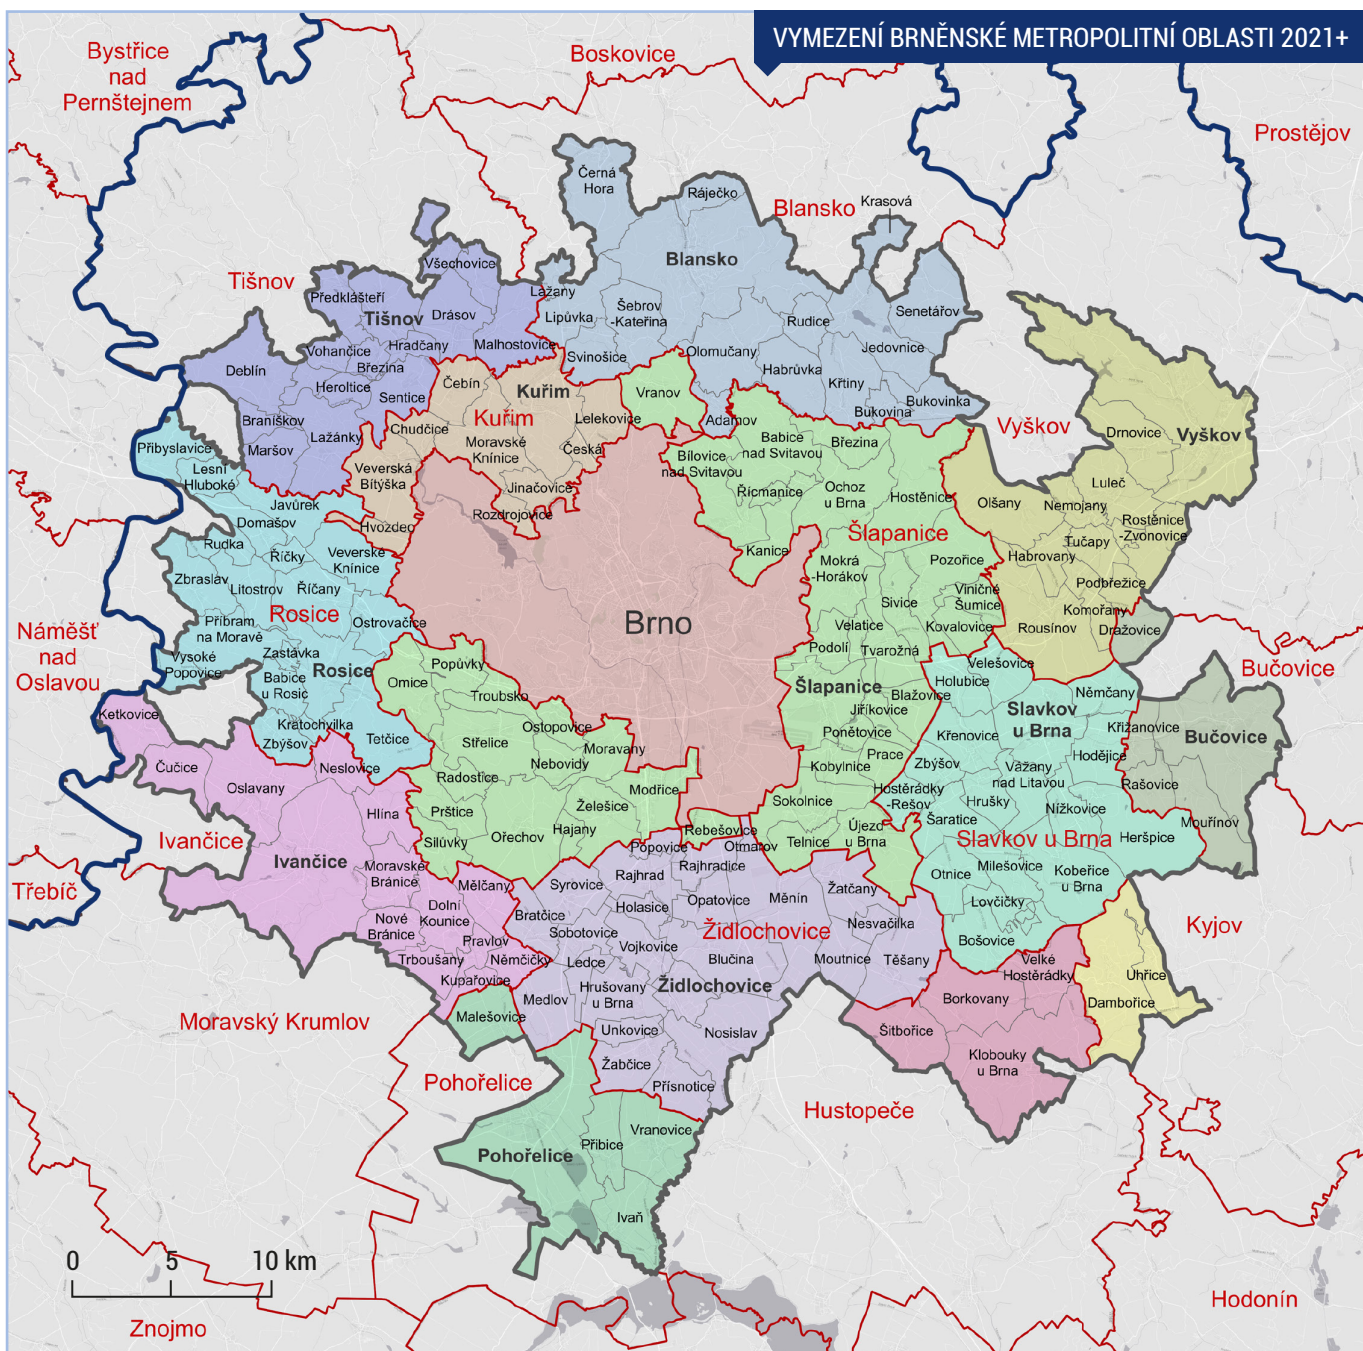 VYMEZENÍ BRNĚNSKÉ METROPOLITNÍ OBLASTI 2021+
Bystřice
nad
Pernštejnem
Boskovice
Prostějov
Černá
Hora
Ráječko
Blansko
Krasová
Blansko
Všechovice
Tišnov
Předklášteří
Tišnov
Drásov
Lažany
Lipůvka
Šebrov
-Kateřina
Rudice
Senetářov
Jedovnice
Hradčany
Malhostovice
Svinošice
Olomučany
Habrůvka
Křtiny
Bukovinka
Bukovina
Vohančice
Březina
Deblín
Heroltice
Sentice
Čebín
Kuřim
Vranov
Adamov
Kuřim
Lelekovice
Braníškov
Lažánky
Maršov
Chudčice
Moravské
Knínice
Česká
Veverská
Bítýška
Jinačovice
Rozdrojovice
Hvozdec
Přibyslavice
Lesní
Hluboké
Javůrek
Domašov
Rudka
Říčky
Veverské
Knínice
Zbraslav
Litostrov
Říčany
Rosice
Ostrovačice
Příbram
na Moravě
Zastávka
Rosice
Vysoké
Popovice
Babice
u Rosic
Kratochvilka
Zbýšov
Tetčice
Náměšť
nad
Oslavou
Babice
nad Svitavou
Březina
Bílovice
nad Svitavou
Řícmanice
Ochoz
u Brna
Hostěnice
Šlapanice
Kanice
Mokrá
-Horákov
Pozořice
Viničné
Šumice
Sivice
Velatice
Kovalovice
Podolí
Tvarožná
Šlapanice
Blažovice
Jiříkovice
Ponětovice
Prace
Kobylnice
Sokolnice
Telnice
Újezd
u Brna
Brno
Vyškov
Drnovice
Vyškov
Luleč
Olšany
Nemojany
Rostěnice
-Zvonovice
Tučapy
Habrovany
Podbřežice
Komořany
Rousínov
Dražovice
Bučovice
Velešovice
Holubice
Němčany
Slavkov
u Brna
Křenovice
Křižanovice
Bučovice
Hodějice
Zbýšov
Vážany
nad Litavou
Rašovice
Hostěrádky
-Rešov
Hrušky
Nížkovice
Šaratice
Mouřínov
Slavkov u Brna
Heršpice
Milešovice
Otnice
Kobeřice
u Brna
Lovčičky
Bošovice
Popůvky
Omice
Troubsko
Ostopovice
Střelice
Moravany
Nebovidy
Radostice
Modřice
Želešice
Prštice
Ořechov
Hajany
Silůvky
Rebešovice
Ketkovice
Čučice
Oslavany
Neslovice
Hlína
Ivančice
Ivančice
Moravské
Bránice
Mělčany
Dolní
Kounice
Nové
Bránice
Pravlov
Trboušany
Němčičky
Kupařovice
Třebíč
Popovice
Otmarov
Rajhradice
Rajhrad
Syrovice
Holasice
Opatovice
Měnín
Žatčany
Bratčice
Sobotovice
Vojkovice
Židlochovice
Nesvačilka
Ledce
Blučina
Moutnice
Těšany
Hrušovany
u Brna
Židlochovice
Medlov
Unkovice
Nosislav
Žabčice
Přísnotice
Kyjov
Velké
Hostěrádky
Borkovany
Šitbořice
Klobouky
u Brna
Uhřice
Dambořice
Moravský Krumlov
Malešovice
Pohořelice
Vranovice
Přibice
Pohořelice
Ivaň
Hustopeče
0 5 10 km
Znojmo
Hodonín